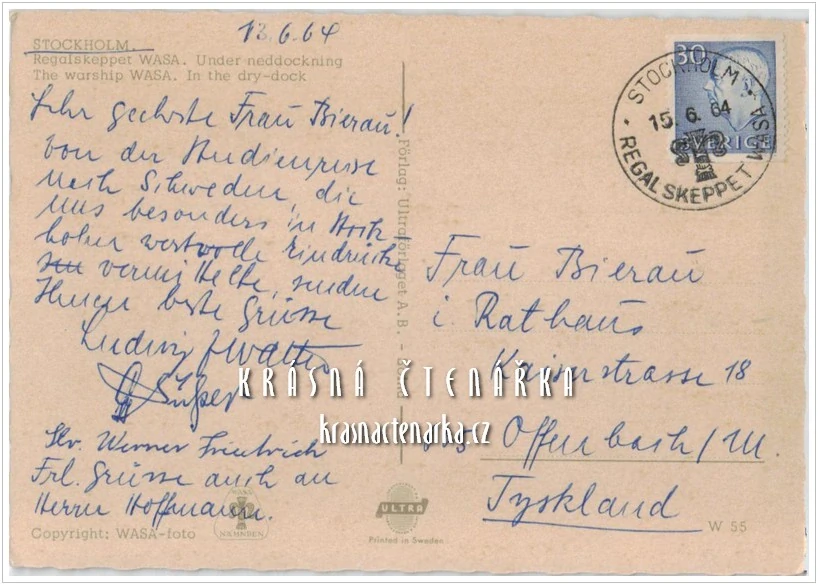 13.6.64
STOCKHOLM.
Regalskeppet WASA. Under neddockning
The warship WASA. In the dry-dock
Sehr geehrte Frau Bierau!
Von der Studienreise
nach Schweden, die
uns besonders in Stock-
holm wertvolle Eindrücke
vermittelte, senden
Ihnen beste Grüsse
Ludwig Walter
Werner Friedrich
Frl. Grüsse auch an
Herrn Hoffmann.
Copyright: WASA-foto
Förlag: Ultraförlaget A.B. -
ULTRA
Printed in Sweden
30
SVERIGE
STOCKHOLM
15.6.64
REGALSKEPPET WASA
Frau Bierau
i. Rathaus
Kaiserstrasse 18
Offenbach/M.
Tyskland
W 55
KRÁSNÁ ČTENÁŘKA
krasnactenarka.cz